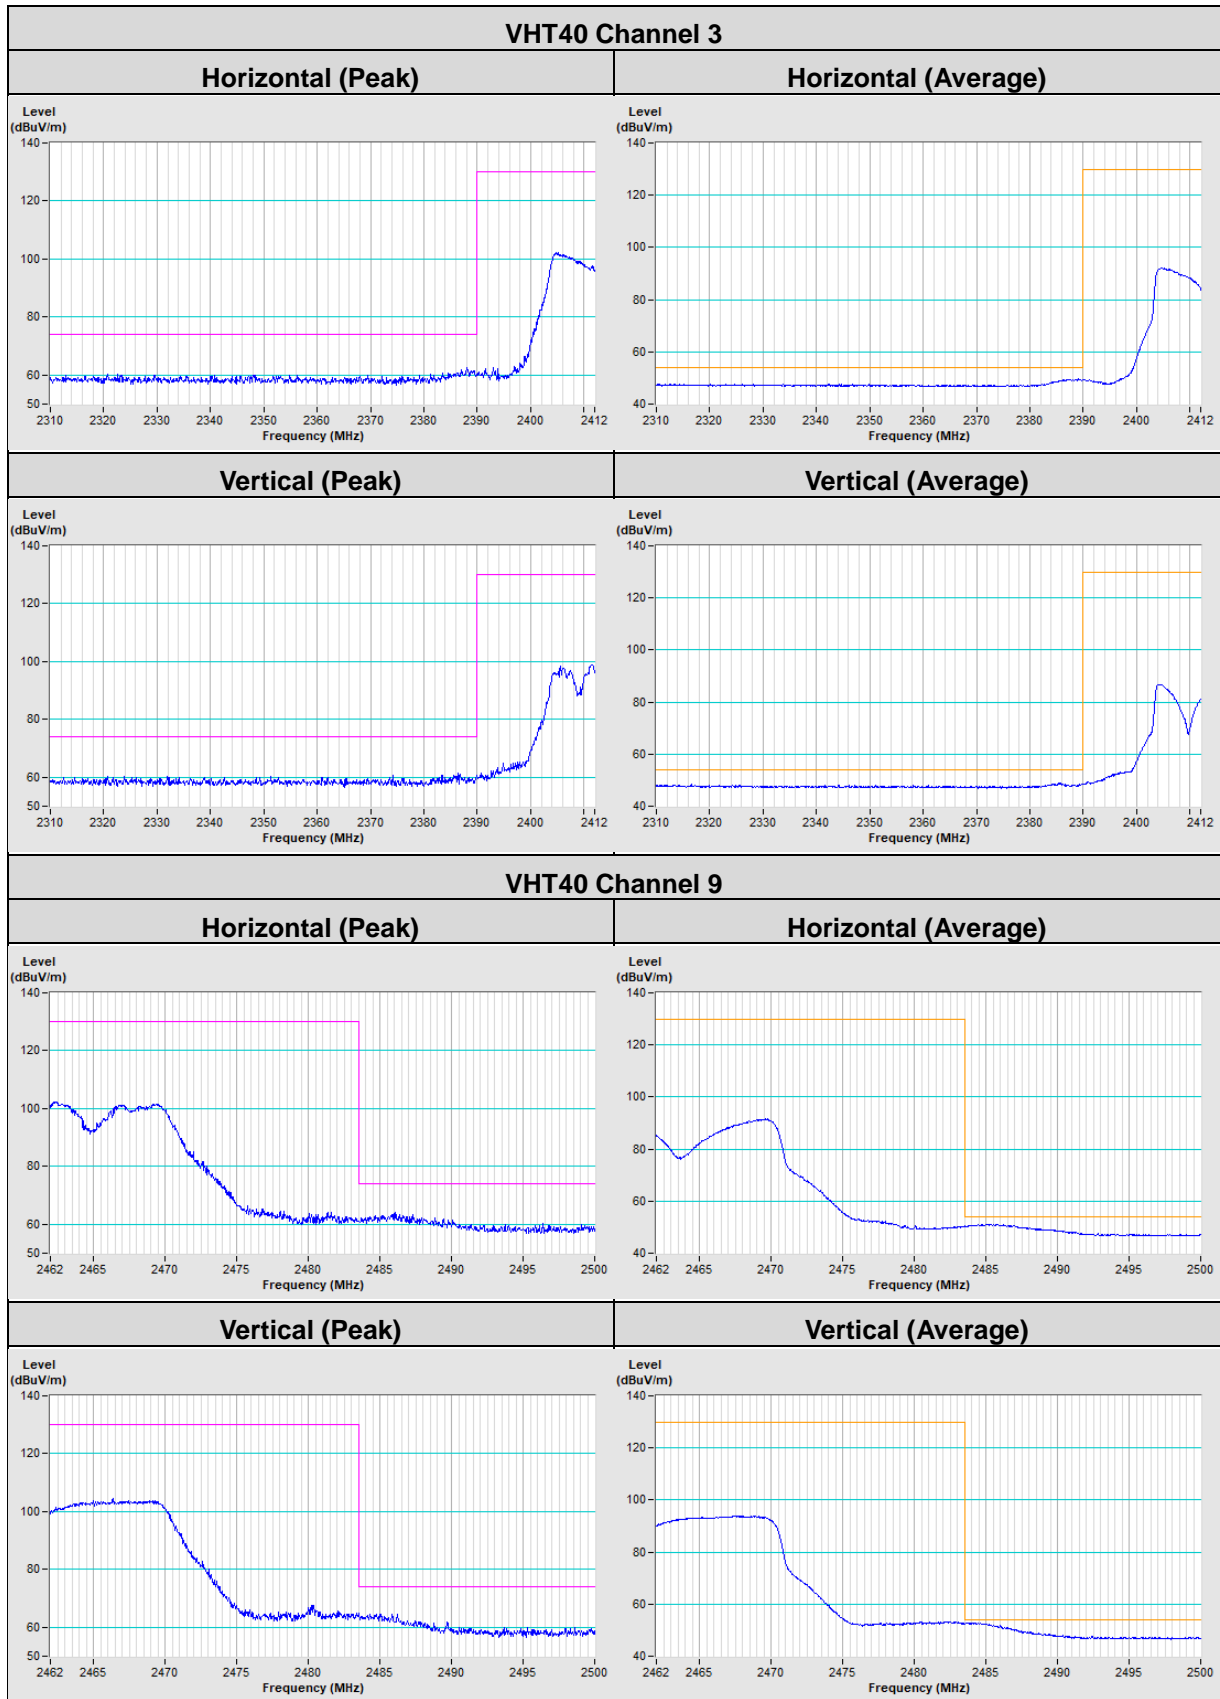 VHT40 Channel 3
Horizontal (Peak)
Horizontal (Average)
Level
(dBuV/m)
140
120
100
80
60
50
2310 2320 2330 2340 2350 2360 2370 2380 2390 2400 2412
Frequency (MHz)
Level
(dBuV/m)
140
120
100
80
60
40
2310 2320 2330 2340 2350 2360 2370 2380 2390 2400 2412
Frequency (MHz)
Vertical (Peak)
Vertical (Average)
Level
(dBuV/m)
140
120
100
80
60
50
2310 2320 2330 2340 2350 2360 2370 2380 2390 2400 2412
Frequency (MHz)
Level
(dBuV/m)
140
120
100
80
60
40
2310 2320 2330 2340 2350 2360 2370 2380 2390 2400 2412
Frequency (MHz)
VHT40 Channel 9
Horizontal (Peak)
Horizontal (Average)
Level
(dBuV/m)
140
120
100
80
60
50
2462 2465 2470 2475 2480 2485 2490 2495 2500
Frequency (MHz)
Level
(dBuV/m)
140
120
100
80
60
40
2462 2465 2470 2475 2480 2485 2490 2495 2500
Frequency (MHz)
Vertical (Peak)
Vertical (Average)
Level
(dBuV/m)
140
120
100
80
60
50
2462 2465 2470 2475 2480 2485 2490 2495 2500
Frequency (MHz)
Level
(dBuV/m)
140
120
100
80
60
40
2462 2465 2470 2475 2480 2485 2490 2495 2500
Frequency (MHz)